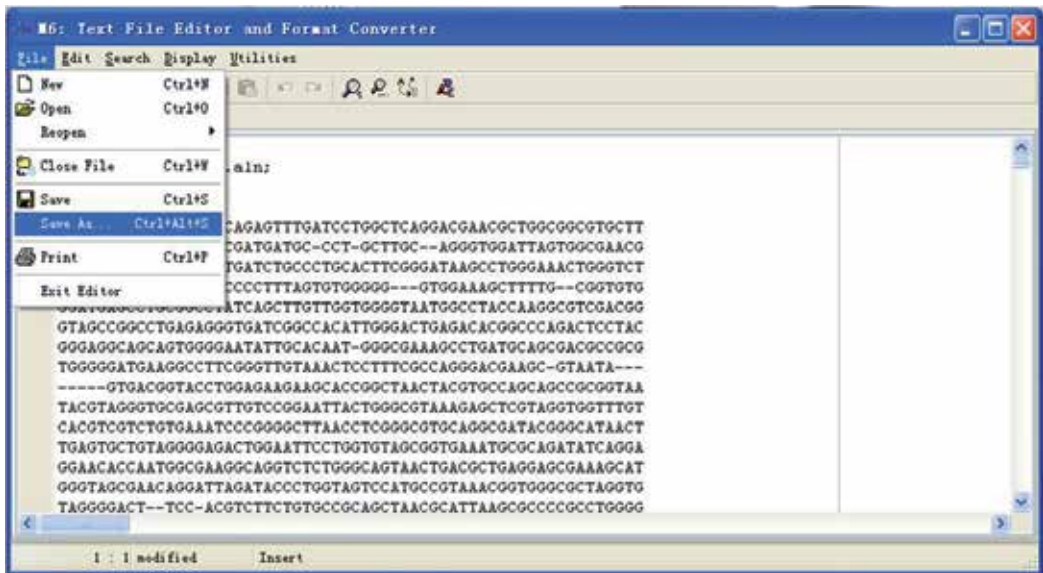 M6: Text File Editor and Format Converter
File Edit Search Display Utilities
New Ctrl+N
Open Ctrl+O
Reopen
Close File Ctrl+W
.aln;
Save Ctrl+S
Save As... Ctrl+Alt+S
CAGAGTTTGATCCTGGCTCAGGACGAACGCTGGCGGCGTGCTT
CGATGATGC-CCT-GCTTGC--AGGGTGGATTAGTGGCGAACG
Print Ctrl+P
TGATCTGCCCTGCACTTCGGGATAAGCCTGGGAAACTGGGTCT
Exit Editor
CCCCTTTAGTGTGGGGG---GTGGAAAGCTTTTG--CGGTGTG
GGATGAGCCTGCGGCCTATCAGCTTGTTGGTGGGGTAATGGCCTACCAAGGCGTCGACGG
GTAGCCGGCCTGAGAGGGTGATCGGCCACATTGGGACTGAGACACGGCCCAGACTCCTAC
GGGAGGCAGCAGTGGGGAATATTGCACAAT-GGGCGAAAGCCTGATGCAGCGACGCCGCG
TGGGGGATGAAGGCCTTCGGGTTGTAAACTCCTTTCGCCAGGGACGAAGC-GTAATA---
-----GTGACGGTACCTGGAGAAGAAGCACCGGCTAACTACGTGCCAGCAGCCGCGGTAA
TACGTAGGGTGCGAGCGTTGTCCGGAATTACTGGGCGTAAAGAGCTCGTAGGTGGTTTGT
CACGTCGTCTGTGAAATCCCGGGGCTTAACCTCGGGCGTGCAGGCGATACGGGCATAACT
TGAGTGCTGTAGGGGAGACTGGAATTCCTGGTGTAGCGGTGAAATGCGCAGATATCAGGA
GGAACACCAATGGCGAAGGCAGGTCTCTGGGCAGTAACTGACGCTGAGGAGCGAAAGCAT
GGGTAGCGAACAGGATTAGATACCCTGGTAGTCCATGCCGTAAACGGTGGGCGCTAGGTG
TAGGGGACT--TCC-ACGTCTTCTGTGCCGCAGCTAACGCATTAAGCGCCCCGCCTGGGG
1 : 1 modified Insert